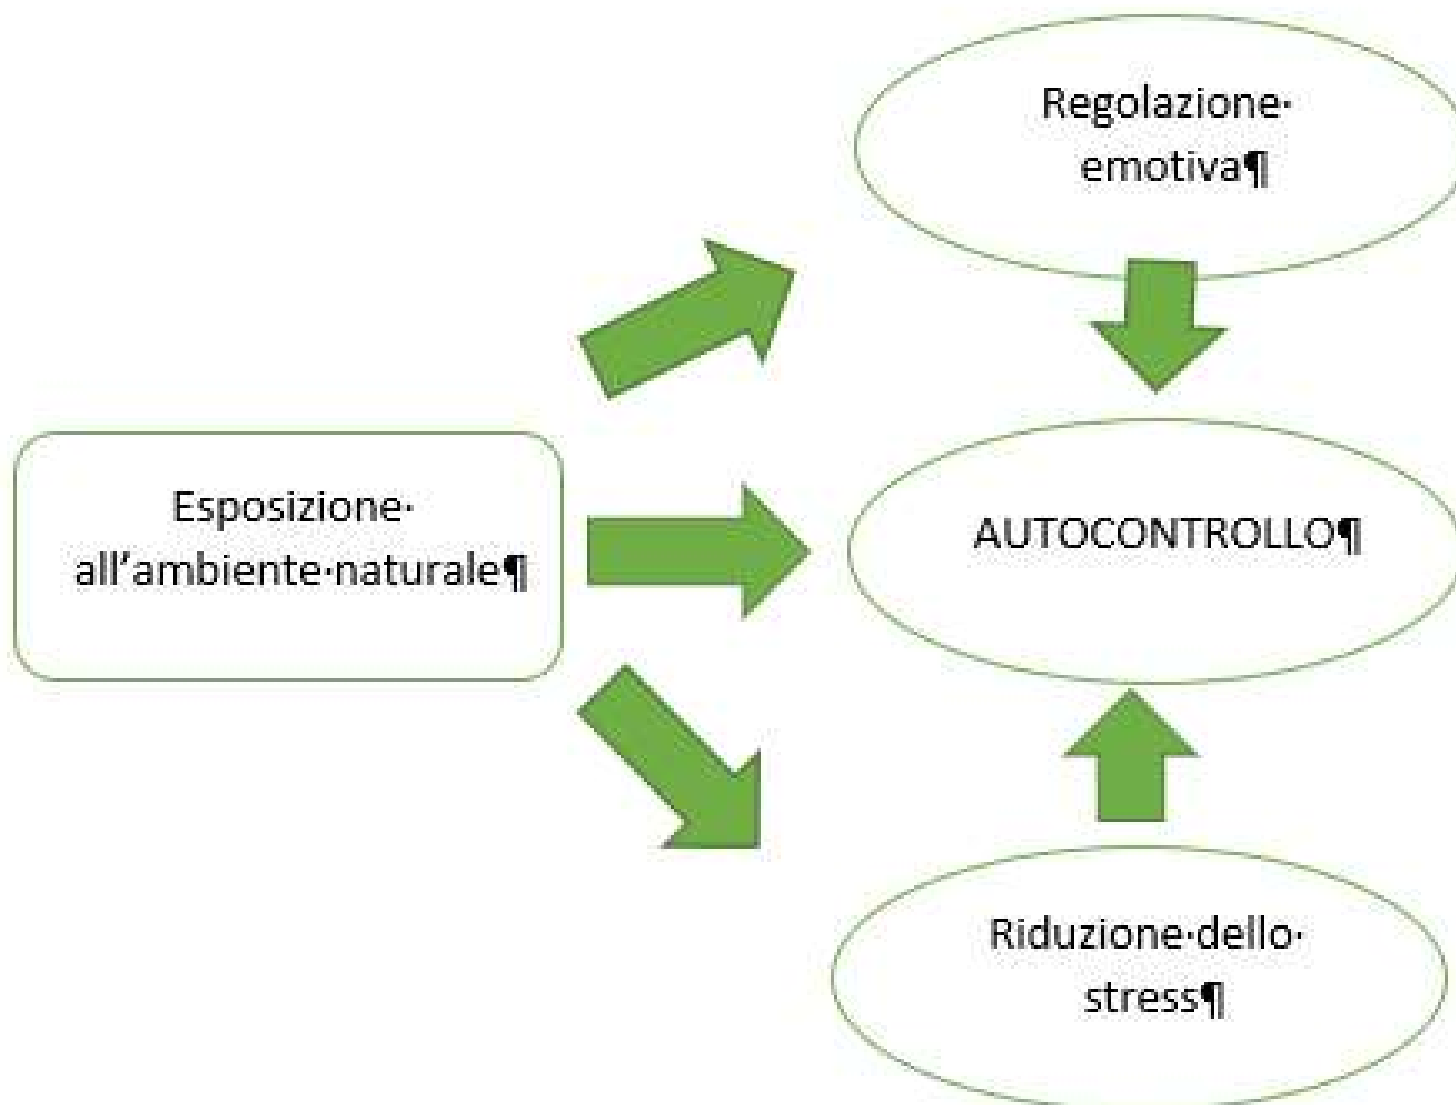 Regolazione·
emotiva¶
Esposizione·
all’ambiente·naturale¶
AUTOCONTROLLO¶
Riduzione·dello·
stress¶